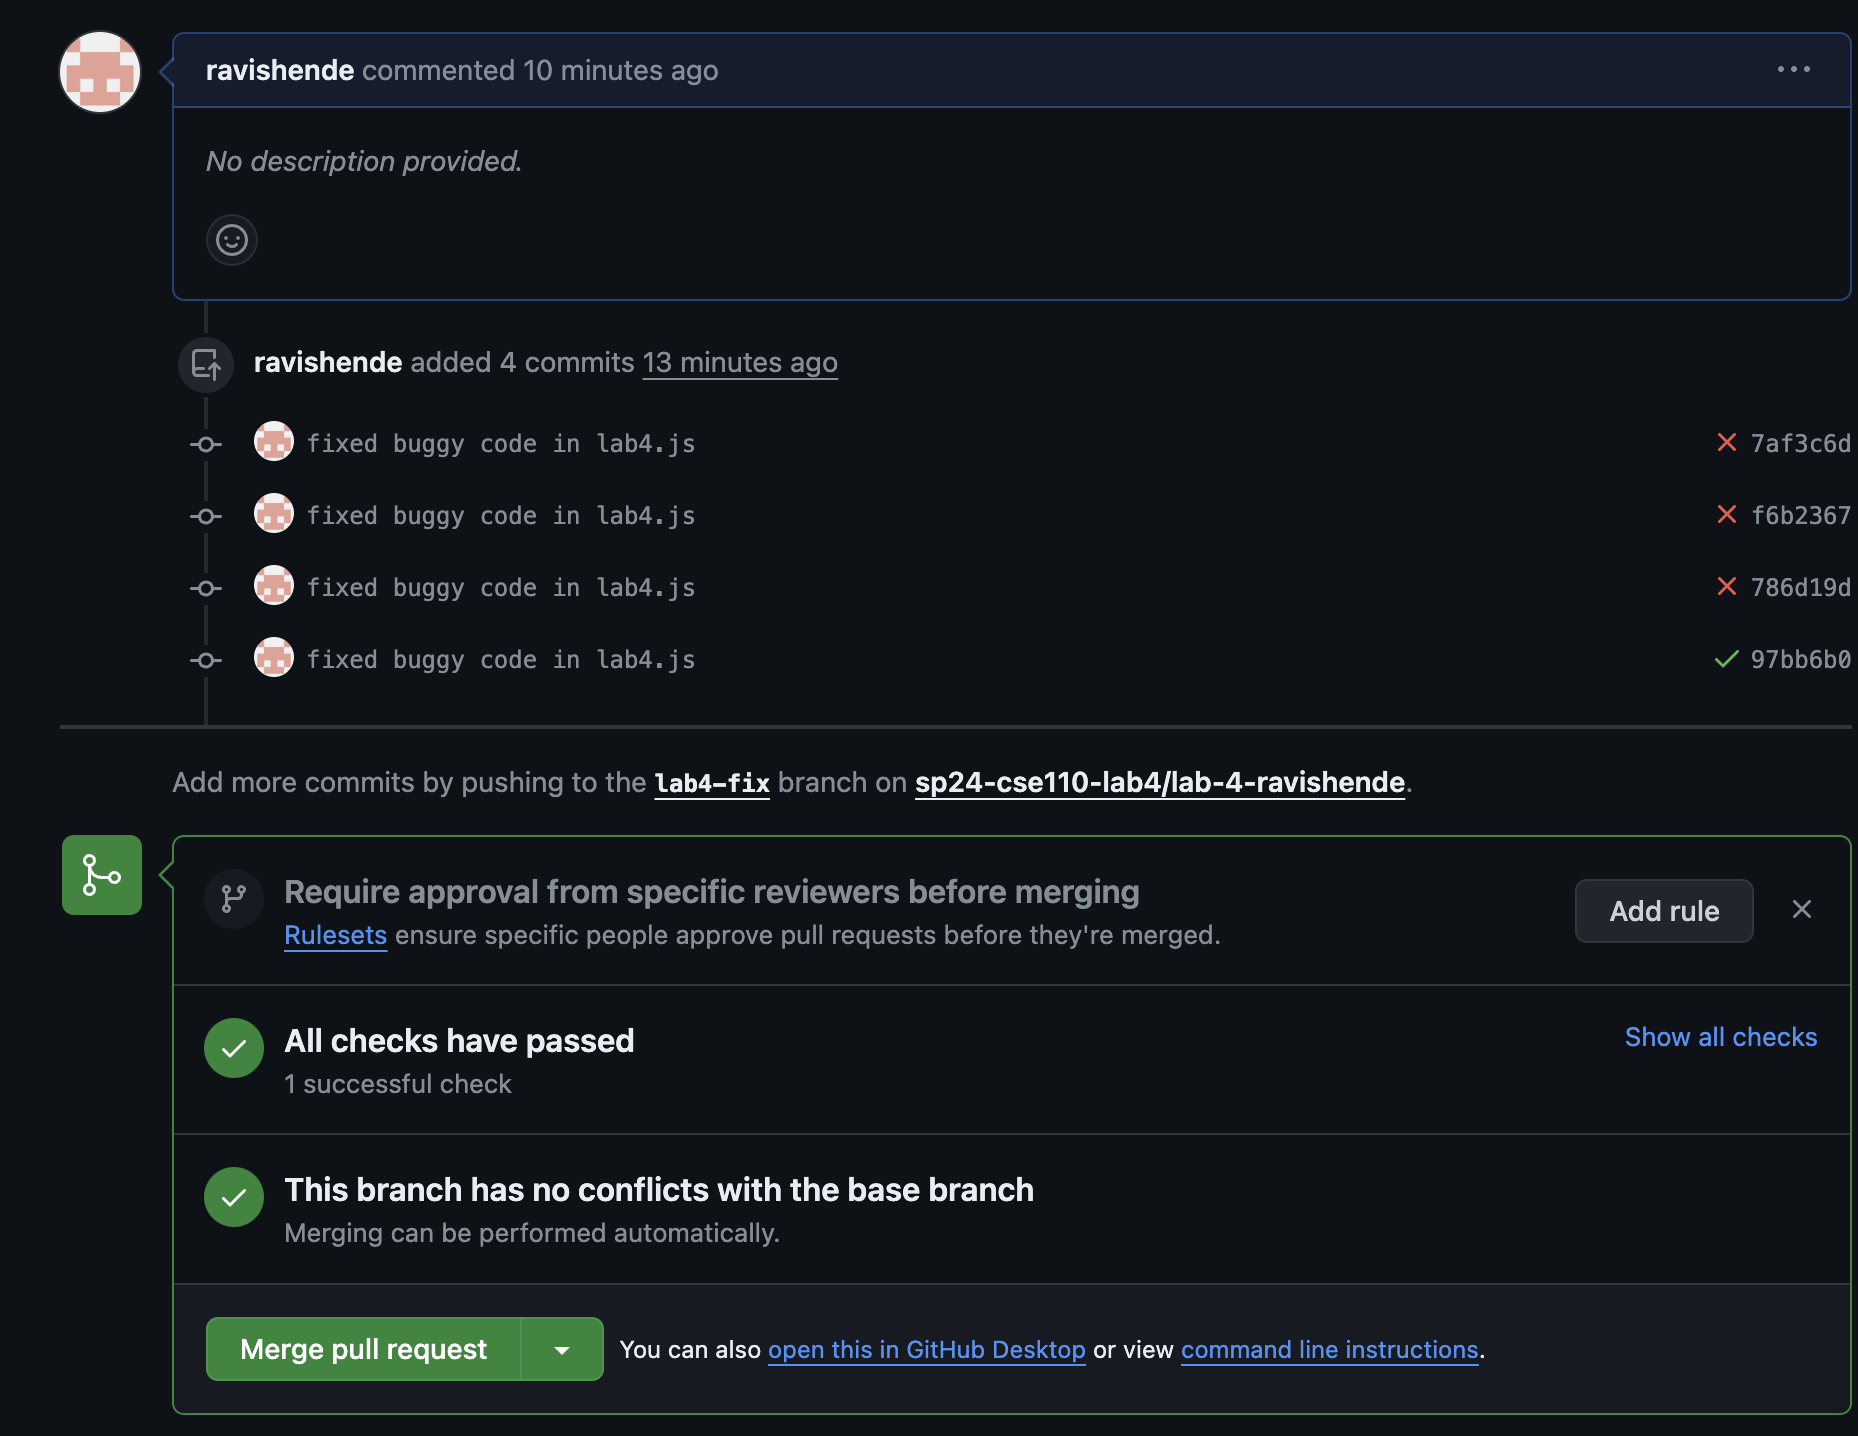 ravishende commented 10 minutes ago
No description provided.
ravishende added 4 commits 13 minutes ago
fixed buggy code in lab4.js 7af3c6d
fixed buggy code in lab4.js f6b2367
fixed buggy code in lab4.js 786d19d
fixed buggy code in lab4.js 97bb6b0
Add more commits by pushing to the lab4-fix branch on sp24-cse110-lab4/lab-4-ravishende.
Require approval from specific reviewers before merging
Rulesets ensure specific people approve pull requests before they're merged.
Add rule
All checks have passed
1 successful check
Show all checks
This branch has no conflicts with the base branch
Merging can be performed automatically.
Merge pull request
You can also open this in GitHub Desktop or view command line instructions.